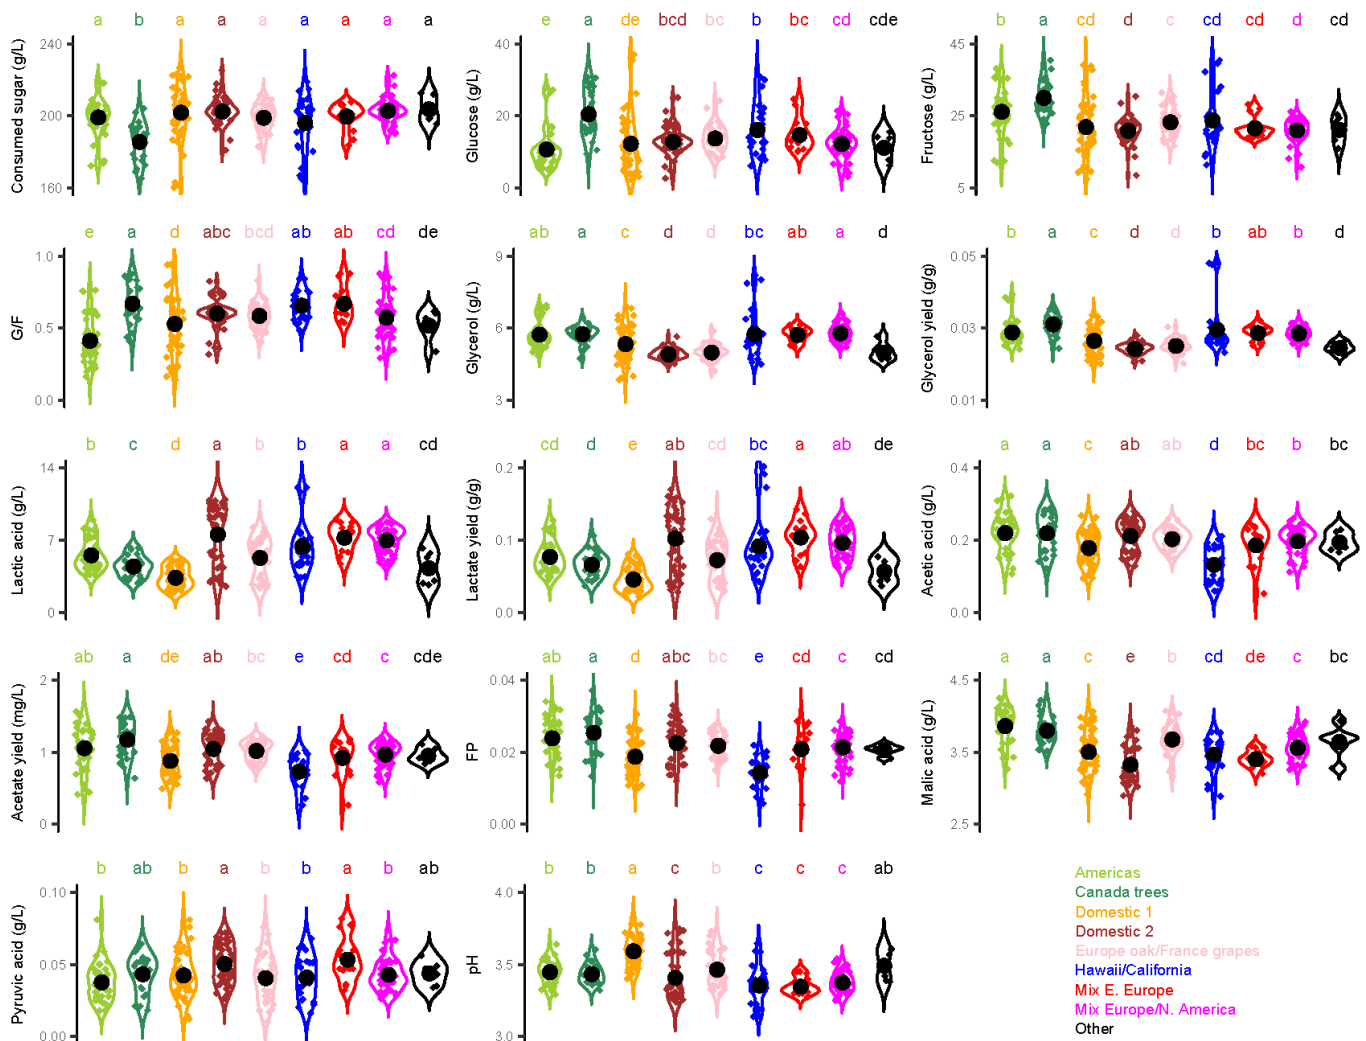 a b a a a a a a a
Consumed sugar (g/L)
240
200
160
e a de bcd bc b bc cd cde
Glucose (g/L)
40
20
0
b a cd d c cd cd d cd
Fructose (g/L)
45
25
5
e a d abc bcd ab ab cd de
G/F
1.0
0.5
0.0
ab a c d d bc ab a d
Glycerol (g/L)
9
6
3
b a c d d b ab b d
Glycerol yield (g/g)
0.05
0.03
0.01
b c d a b b a a cd
Lactic acid (g/L)
14
7
0
cd d e ab cd bc a ab de
Lactate yield (g/g)
0.2
0.1
0.0
a a c ab ab d bc b bc
Acetic acid (g/L)
0.4
0.2
0.0
ab a de ab bc e cd c cde
Acetate yield (mg/L)
2
1
0
ab a d abc bc e cd c cd
FP
0.04
0.02
0.00
a a c e b cd de c bc
Malic acid (g/L)
4.5
3.5
2.5
b ab b a b b a b ab
Pyruvic acid (g/L)
0.10
0.05
0.00
b b a c b c c c ab
pH
4.0
3.5
3.0
Americas
Canada trees
Domestic 1
Domestic 2
Europe oak/France grapes
Hawaii/California
Mix E. Europe
Mix Europe/N. America
Other